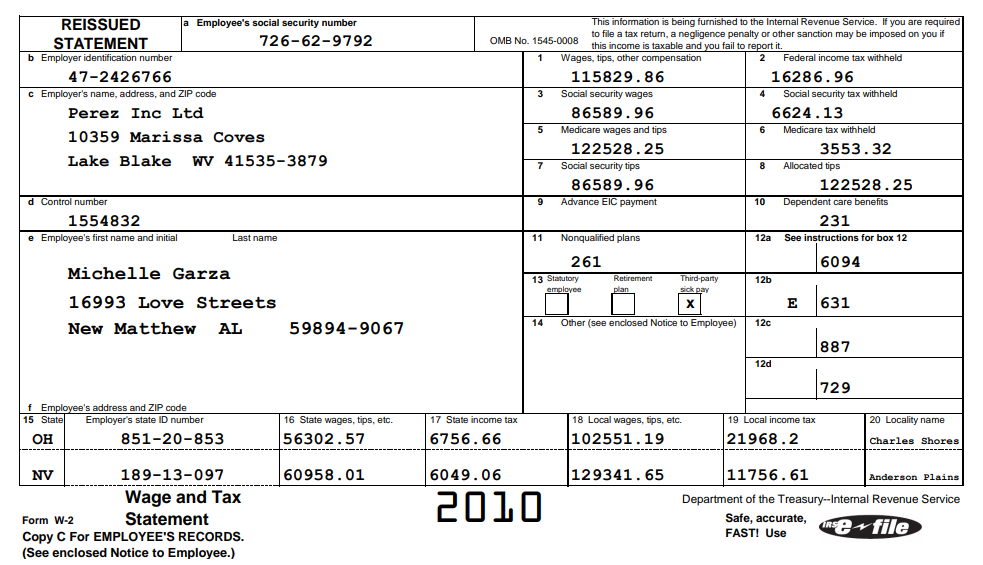 REISSUED
STATEMENT
a Employee's social security number
726-62-9792
OMB No. 1545-0008
This information is being furnished to the Internal Revenue Service. If you are required
to file a tax return, a negligence penalty or other sanction may be imposed on you if
this income is taxable and you fail to report it.
b Employer identification number
47-2426766
1 Wages, tips, other compensation
115829.86
2 Federal income tax withheld
16286.96
c Employer's name, address, and ZIP code
Perez Inc Ltd
10359 Marissa Coves
Lake Blake WV 41535-3879
3 Social security wages
86589.96
4 Social security tax withheld
6624.13
5 Medicare wages and tips
122528.25
6 Medicare tax withheld
3553.32
7 Social security tips
86589.96
8 Allocated tips
122528.25
d Control number
1554832
9 Advance EIC payment
10 Dependent care benefits
231
e Employee's first name and initial Last name
Michelle Garza
16993 Love Streets
New Matthew AL 59894-9067
f Employee's address and ZIP code
11 Nonqualified plans
261
12a See instructions for box 12
6094
13 Statutory employee
Retirement plan
Third-party sick pay
x
12b
E 631
14 Other (see enclosed Notice to Employee)
12c
887
12d
729
15 State Employer's state ID number 16 State wages, tips, etc. 17 State income tax 18 Local wages, tips, etc. 19 Local income tax 20 Locality name
OH 851-20-853 56302.57 6756.66 102551.19 21968.2 Charles Shores
NV 189-13-097 60958.01 6049.06 129341.65 11756.61 Anderson Plains
Form W-2
Wage and Tax
Statement
2010
Department of the Treasury--Internal Revenue Service
Copy C For EMPLOYEE'S RECORDS.
(See enclosed Notice to Employee.)
Safe, accurate,
FAST! Use
IRS e-file